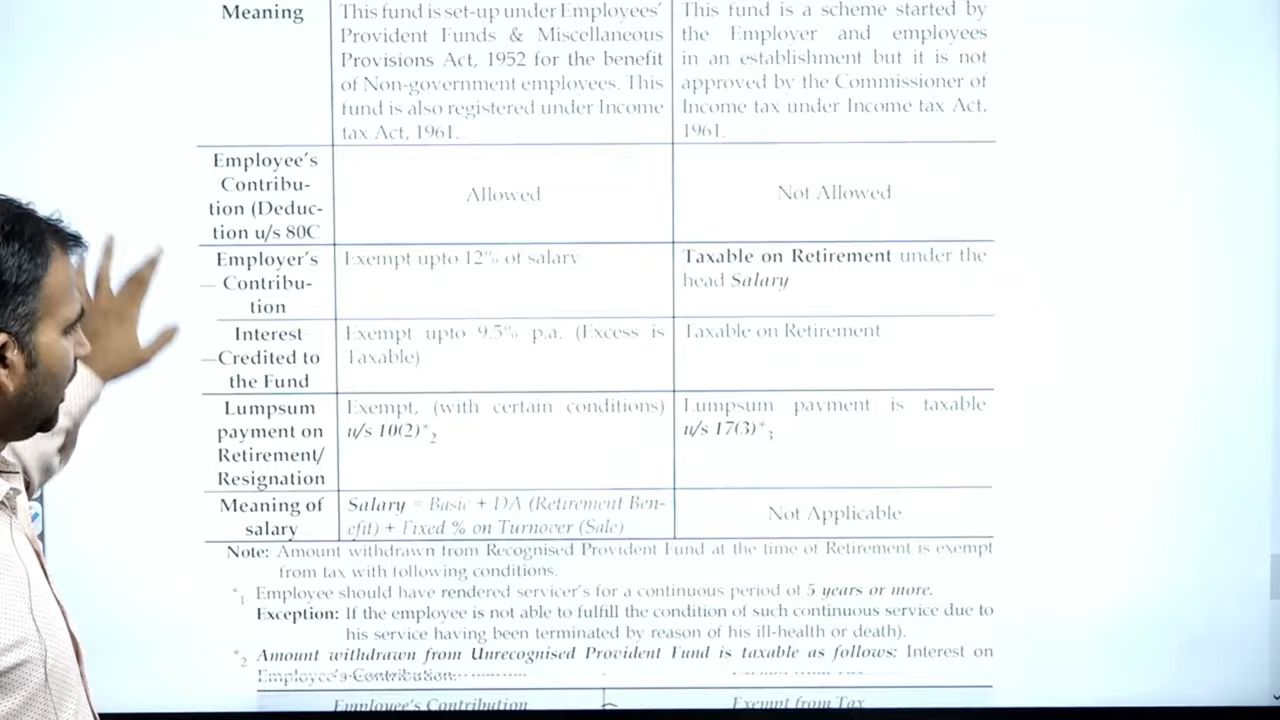 Meaning
This fund is set-up under Employees'
Provident Funds & Miscellaneous
Provisions Act, 1952 for the benefit
of Non-government employees. This
fund is also registered under Income
tax Act, 1961.
This fund is a scheme started by
the Employer and employees
in an establishment but it is not
approved by the Commissioner of
Income tax under Income tax Act,
1961.
Employee's
Contribu-
tion (Deduc-
tion u/s 80C
Allowed
Not Allowed
Employer's
Contribu-
tion
Exempt upto 12% of salary
Taxable on Retirement under the
head Salary
Interest
Credited to
the Fund
Exempt upto 9.5% p.a. (Excess is
Taxable)
Taxable on Retirement
Lumpsum
payment on
Retirement/
Resignation
Exempt, (with certain conditions)
u/s 10(2)*2
Lumpsum payment is taxable
u/s 17(3)*3
Meaning of
salary
Salary = Basic + DA (Retirement Ben-
efit) + Fixed % on Turnover (Sale)
Not Applicable
Note: Amount withdrawn from Recognised Provident Fund at the time of Retirement is exempt
from tax with following conditions.
*1 Employee should have rendered servicer's for a continuous period of 5 years or more.
Exception: If the employee is not able to fulfill the condition of such continuous service due to
his service having been terminated by reason of his ill-health or death).
*2 Amount withdrawn from Unrecognised Provident Fund is taxable as follows: Interest on
Employee's Contribution
Employee's Contribution
Exempt from Tax